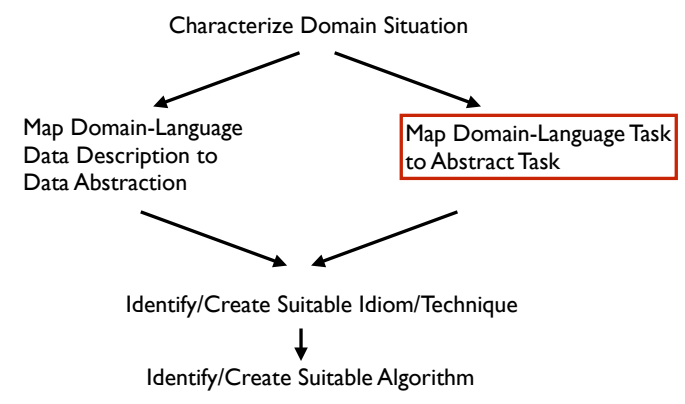 Characterize Domain Situation
Map Domain-Language
Data Description to
Data Abstraction
Map Domain-Language Task
to Abstract Task
Identify/Create Suitable Idiom/Technique
Identify/Create Suitable Algorithm